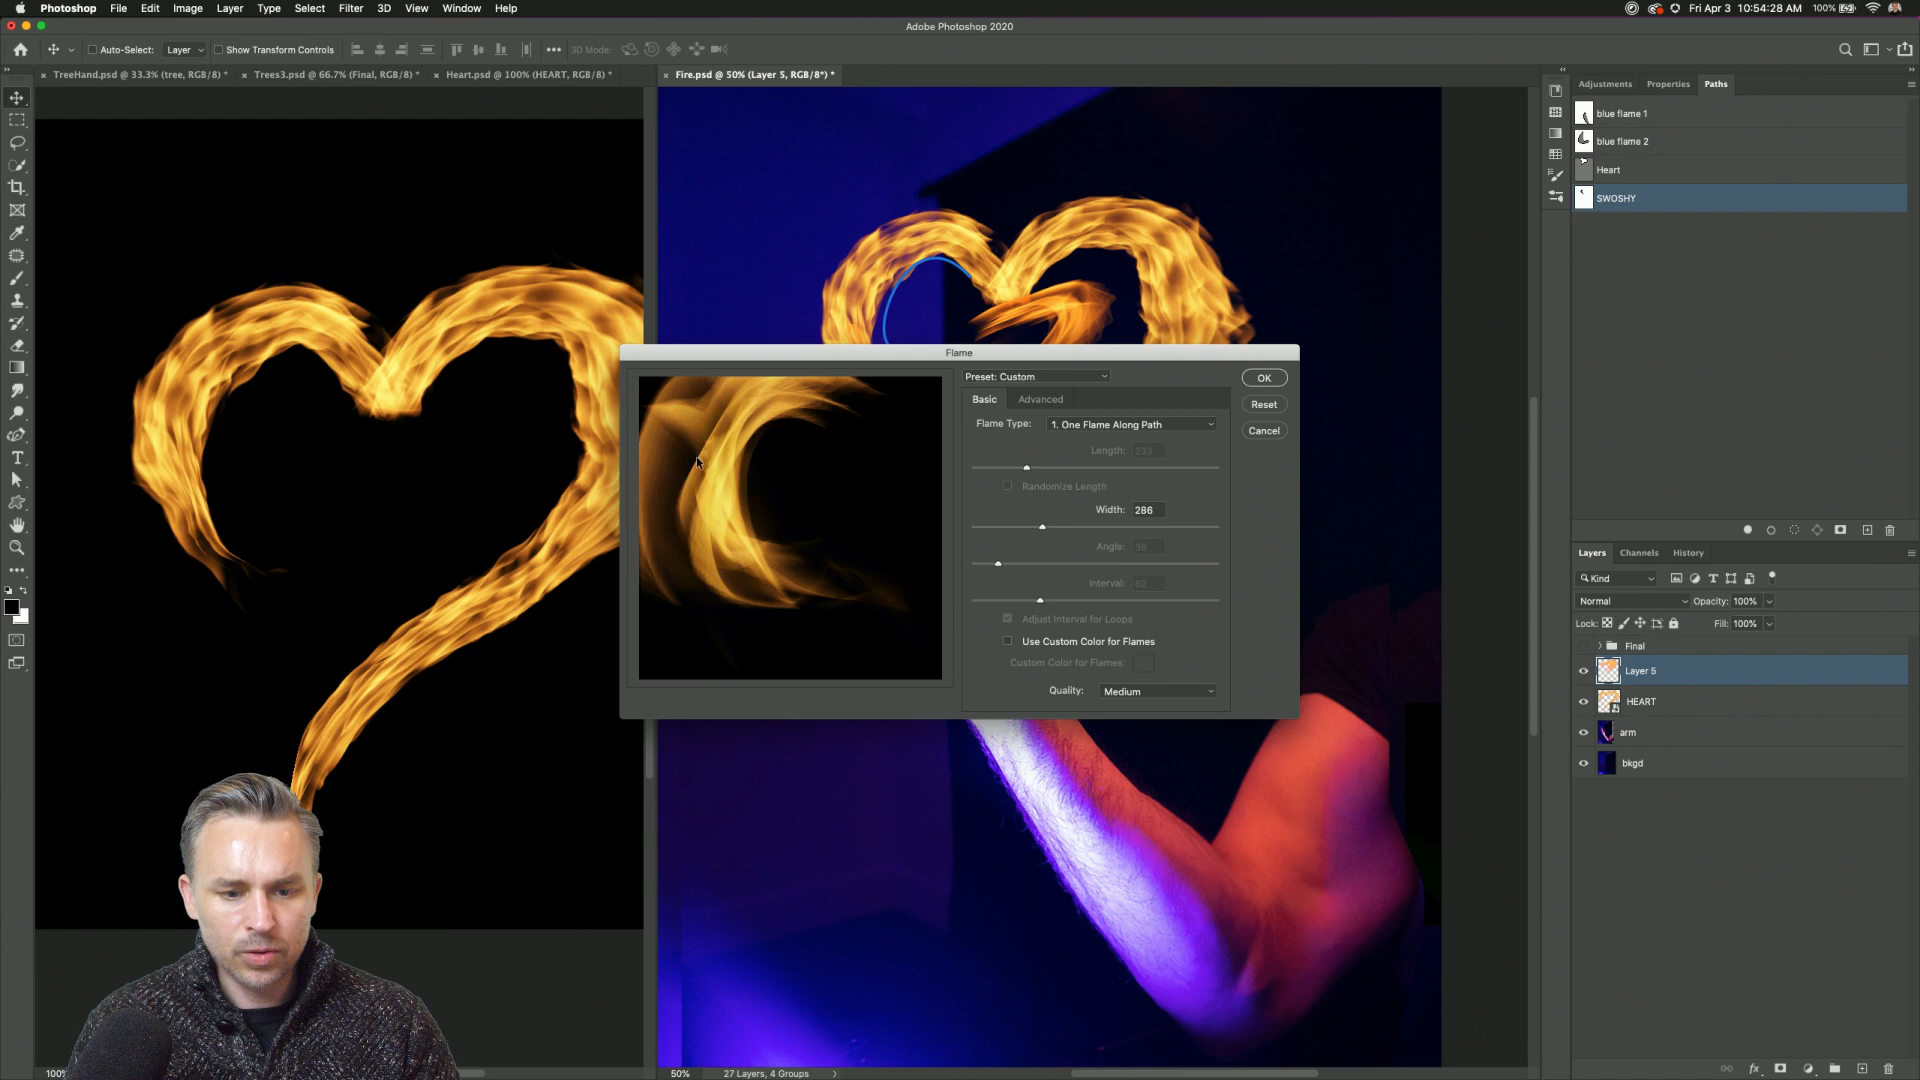 Photoshop File Edit Image Layer Type Select Filter 3D View Window Help
Fri Apr 3 10:54:28 AM 100%
Adobe Photoshop 2020
Auto-Select: Layer Show Transform Controls 3D Mode:
TreeHand.psd @ 33.3% (tree, RGB/8) * Trees3.psd @ 66.7% (Final, RGB/8) * Heart.psd @ 100% (HEART, RGB/8) * Fire.psd @ 50% (Layer 5, RGB/8*) *
Adjustments Properties Paths
blue flame 1
blue flame 2
Heart
SWOSHY
Flame
Preset: Custom
OK
Basic Advanced
Reset
Flame Type: 1. One Flame Along Path
Cancel
Length: 233
Randomize Length
Width: 286
Angle: 38
Interval: 62
Adjust Interval for Loops
Use Custom Color for Flames
Custom Color for Flames:
Quality: Medium
Layers Channels History
Kind
Normal Opacity: 100%
Lock: Fill: 100%
Final
Layer 5
HEART
arm
bkgd
100%
50% 27 Layers, 4 Groups